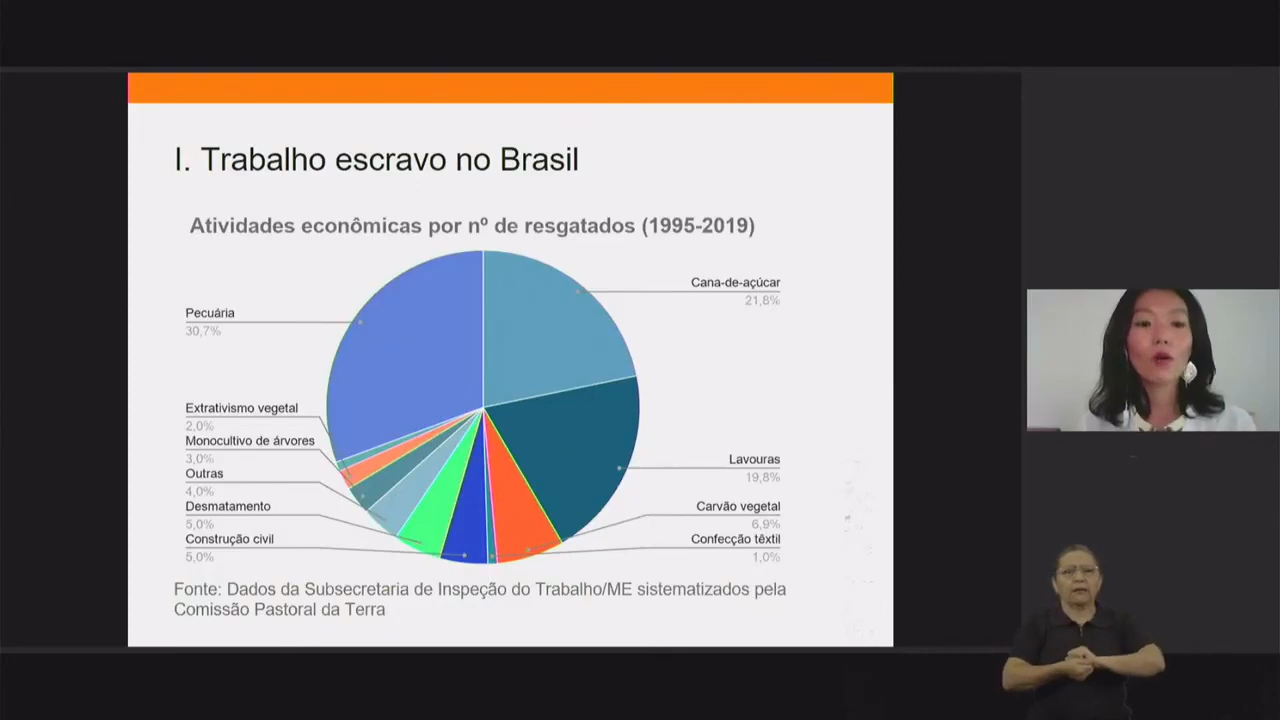 I. Trabalho escravo no Brasil
Atividades econômicas por nº de resgatados (1995-2019)
Cana-de-açúcar
21,8%
Pecuária
30,7%
Extrativismo vegetal
2,0%
Monocultivo de árvores
3,0%
Outras
4,0%
Desmatamento
5,0%
Construção civil
5,0%
Lavouras
19,8%
Carvão vegetal
6,9%
Confecção têxtil
1,0%
Fonte: Dados da Subsecretaria de Inspeção do Trabalho/ME sistematizados pela
Comissão Pastoral da Terra